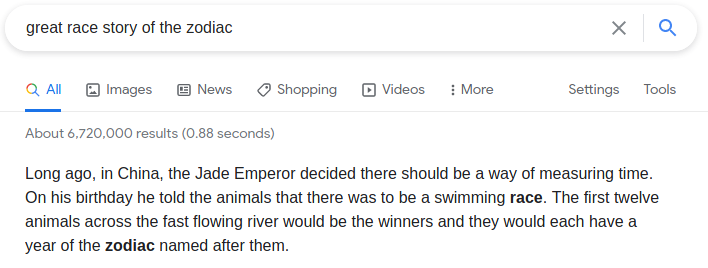 great race story of the zodiac
All Images News Shopping Videos More Settings Tools
About 6,720,000 results (0.88 seconds)
Long ago, in China, the Jade Emperor decided there should be a way of measuring time.
On his birthday he told the animals that there was to be a swimming race. The first twelve
animals across the fast flowing river would be the winners and they would each have a
year of the zodiac named after them.